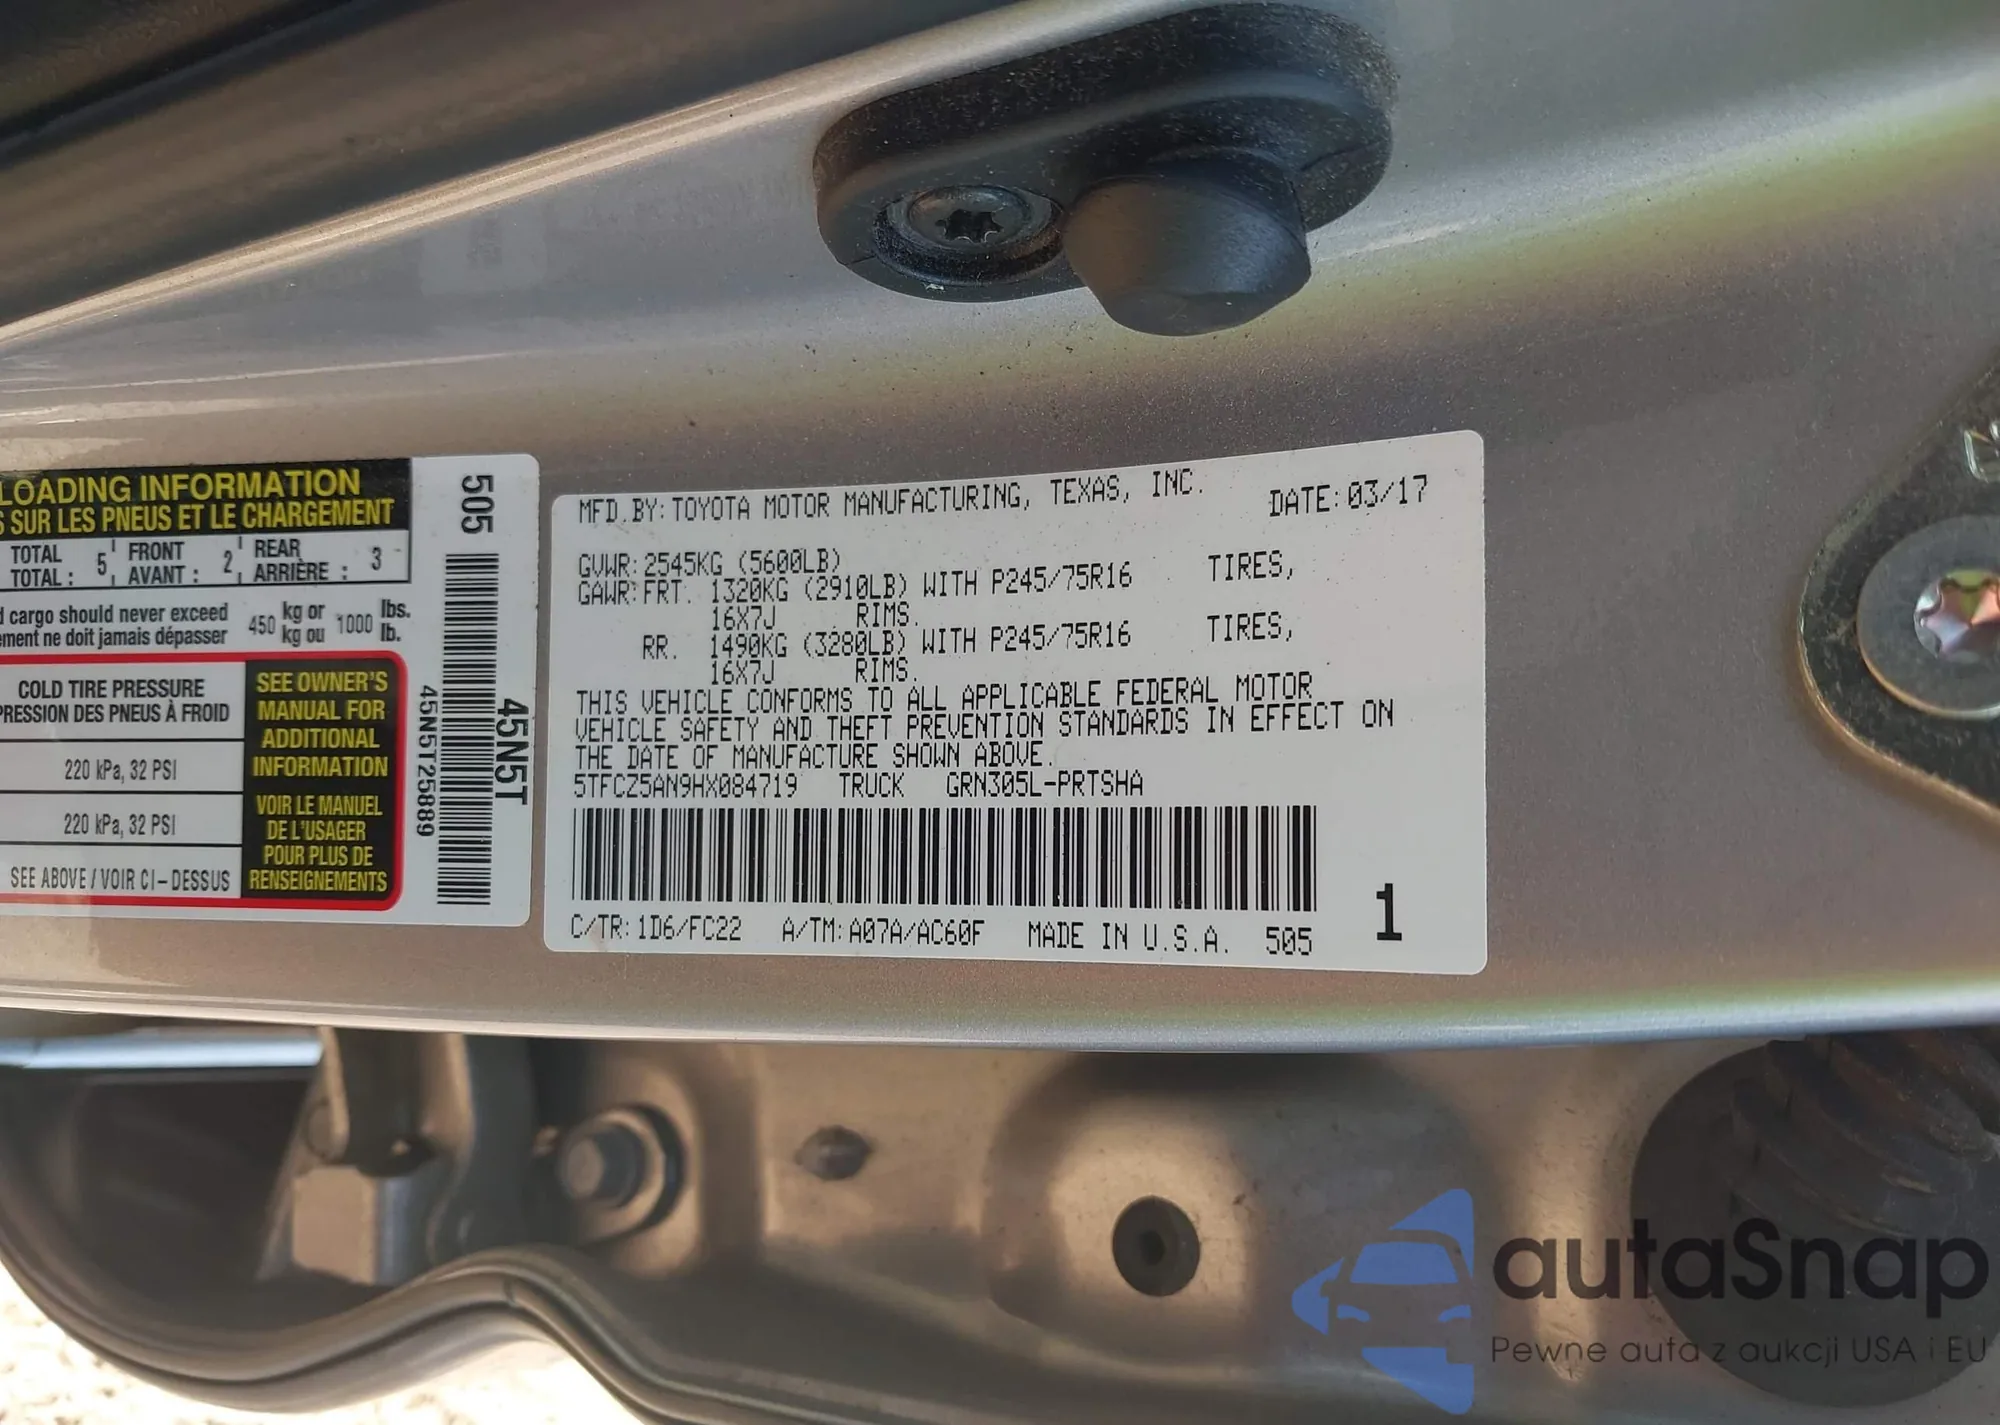 LOADING INFORMATION
SUR LES PNEUS ET LE CHARGEMENT
TOTAL 5 FRONT 2 REAR 3
TOTAL : AVANT : ARRIÈRE :
cargo should never exceed 450 kg or 1000 lbs.
ne doit jamais dépasser kg ou lb.
COLD TIRE PRESSURE
PRESSION DES PNEUS À FROID
220 kPa, 32 PSI
220 kPa, 32 PSI
SEE ABOVE / VOIR CI-DESSUS
SEE OWNER'S
MANUAL FOR
ADDITIONAL
INFORMATION
VOIR LE MANUEL
DE L'USAGER
POUR PLUS DE
RENSEIGNEMENTS
505
45N5T25889
45N5T
MFD.BY:TOYOTA MOTOR MANUFACTURING, TEXAS, INC. DATE:03/17
GVWR:2545KG (5600LB)
GAWR:FRT. 1320KG (2910LB) WITH P245/75R16 TIRES,
16X7J RIMS.
RR. 1490KG (3280LB) WITH P245/75R16 TIRES,
16X7J RIMS.
THIS VEHICLE CONFORMS TO ALL APPLICABLE FEDERAL MOTOR
VEHICLE SAFETY AND THEFT PREVENTION STANDARDS IN EFFECT ON
THE DATE OF MANUFACTURE SHOWN ABOVE.
5TFCZ5AN9HX084719 TRUCK GRN305L-PRTSHA
C/TR:1D6/FC22 A/TM:A07A/AC60F MADE IN U.S.A. 505
1
autaSnap
Pewne auta z aukcji USA i EU